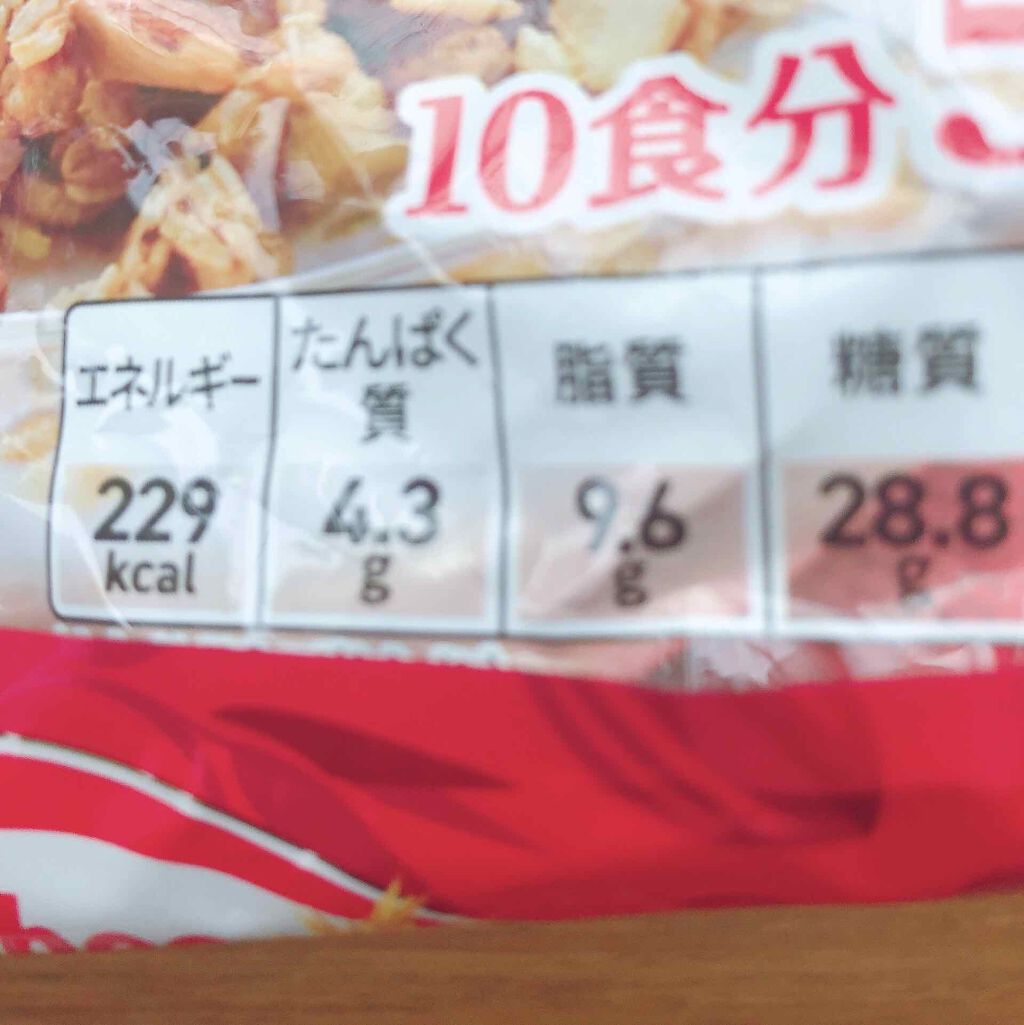 10食分
エネルギー
たんぱく
質
脂質
糖質
229
kcal
4.3
g
9.6
g
28.8
g